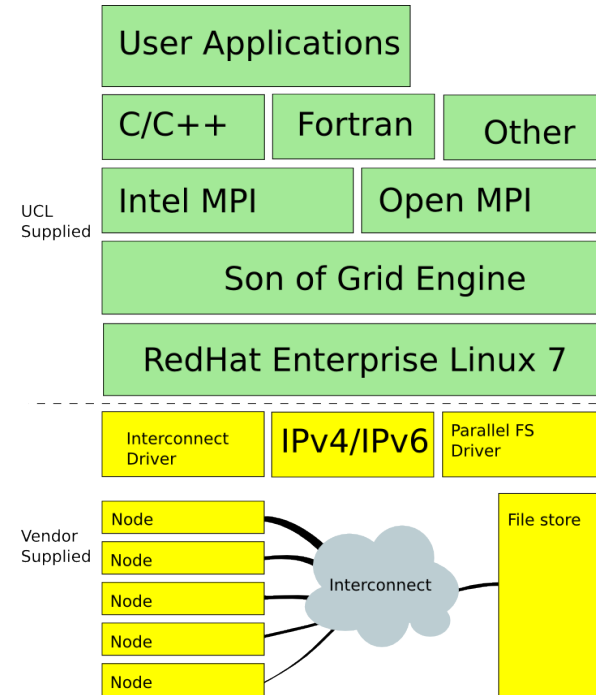 User Applications
C/C++
Fortran
Other
Intel MPI
Open MPI
UCL
Supplied
Son of Grid Engine
RedHat Enterprise Linux 7
Interconnect
Driver
IPv4/IPv6
Parallel FS
Driver
Vendor
Supplied
Node
Node
Node
Node
Node
Interconnect
File store